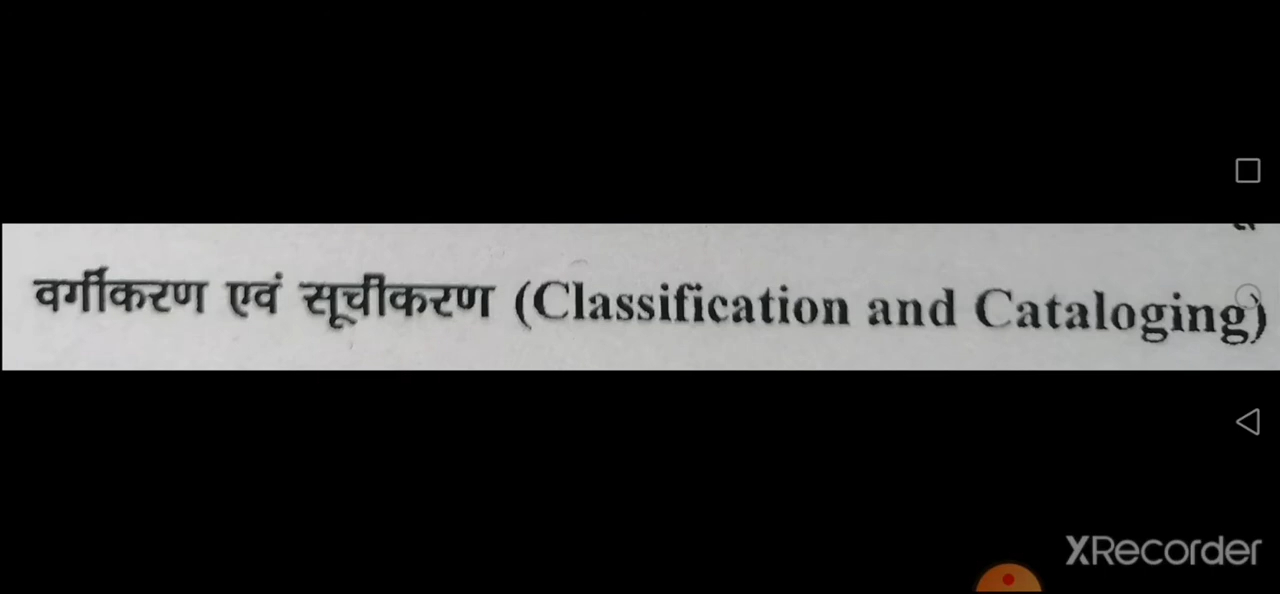 वर्गीकरण एवं सूचीकरण (Classification and Cataloging)
XRecorder